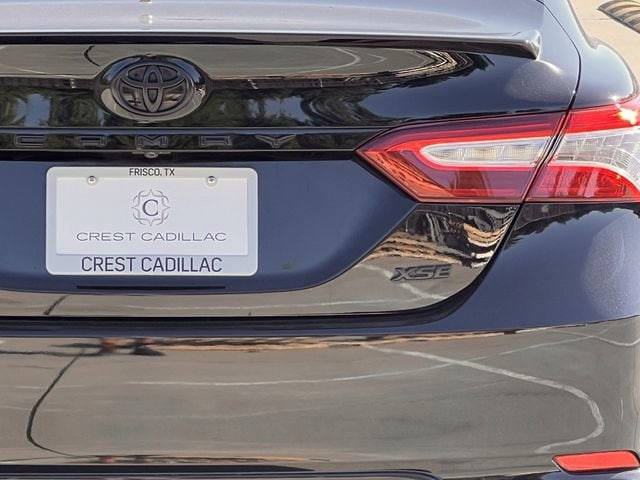 CAMRY
FRISCO, TX
C
CREST CADILLAC
CREST CADILLAC
XSE